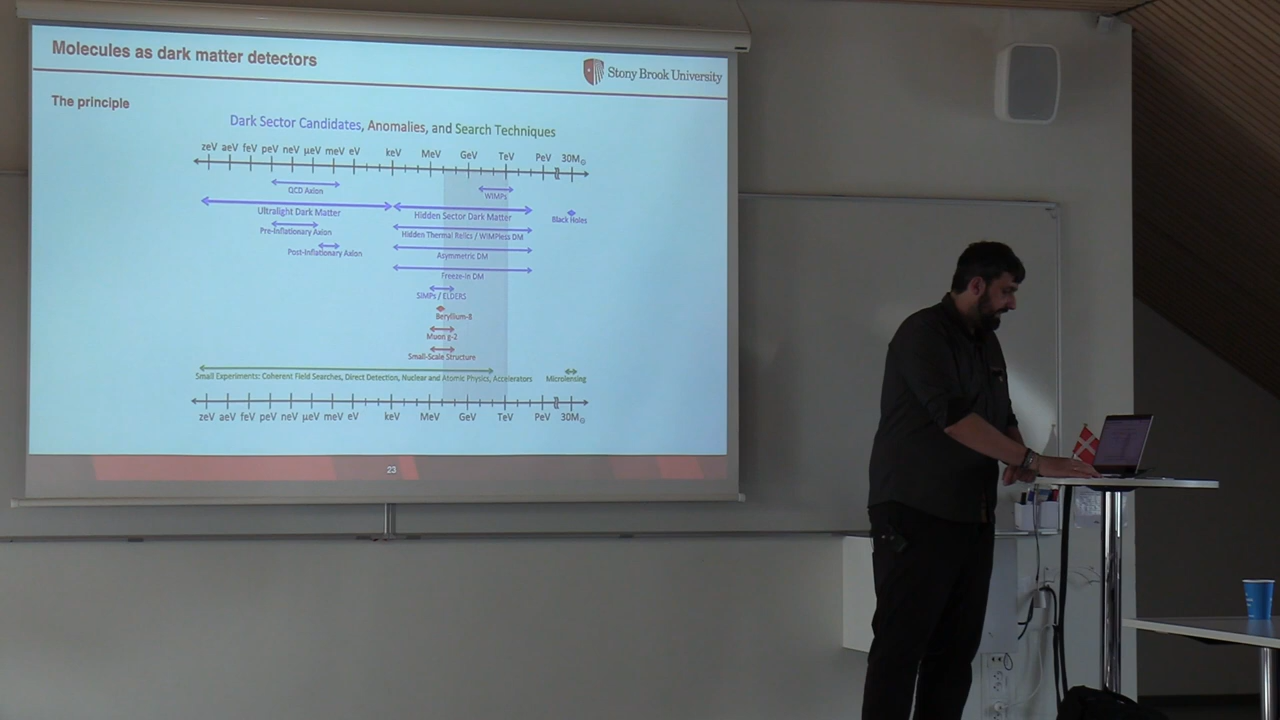 Molecules as dark matter detectors
Stony Brook University
The principle
Dark Sector Candidates, Anomalies, and Search Techniques
zeV aeV feV peV neV μeV meV eV keV MeV GeV TeV PeV 30M☉
QCD Axion
WIMPs
Ultralight Dark Matter
Hidden Sector Dark Matter
Black Holes
Pre-Inflationary Axion
Hidden Thermal Relics / WIMPless DM
Post-Inflationary Axion
Asymmetric DM
Freeze-In DM
SIMPs / ELDERS
Beryllium-8
Muon g-2
Small-Scale Structure
Small Experiments: Coherent Field Searches, Direct Detection, Nuclear and Atomic Physics, Accelerators
Microlensing
zeV aeV feV peV neV μeV meV eV keV MeV GeV TeV PeV 30M☉
23